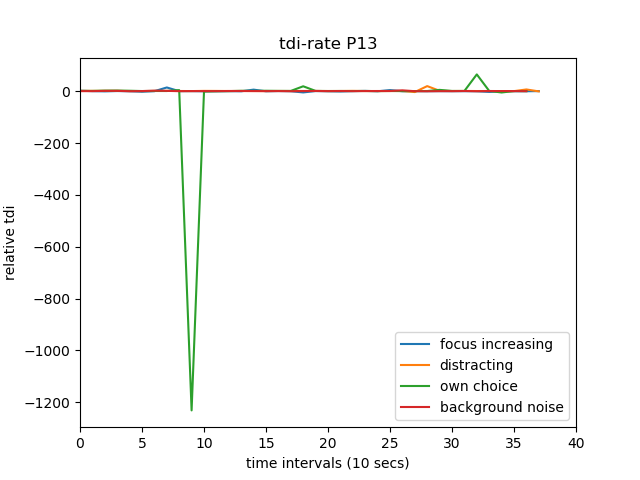 tdi-rate P13
relative tdi
0
−200
−400
−600
−800
−1000
−1200
focus increasing
distracting
own choice
background noise
0 5 10 15 20 25 30 35 40
time intervals (10 secs)